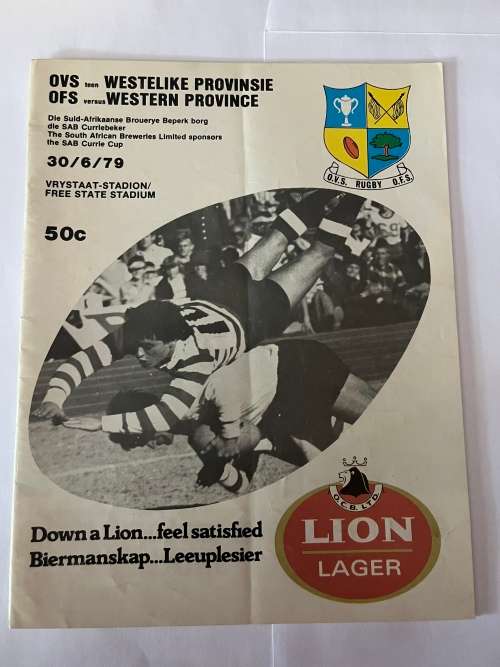 OVS teen WESTELIKE PROVINSIE
OFS versus WESTERN PROVINCE
Die Suid-Afrikaanse Brouerye Beperk borg
die SAB Curriebeker
The South African Breweries Limited sponsors
the SAB Currie Cup
30/6/79
VRYSTAAT-STADION/
FREE STATE STADIUM
50c
O.V.S. RUGBY O.F.S.
Down a Lion...feel satisfied
Biermanskap...Leeuplesier
O.C.B. LTD.
LION
LAGER